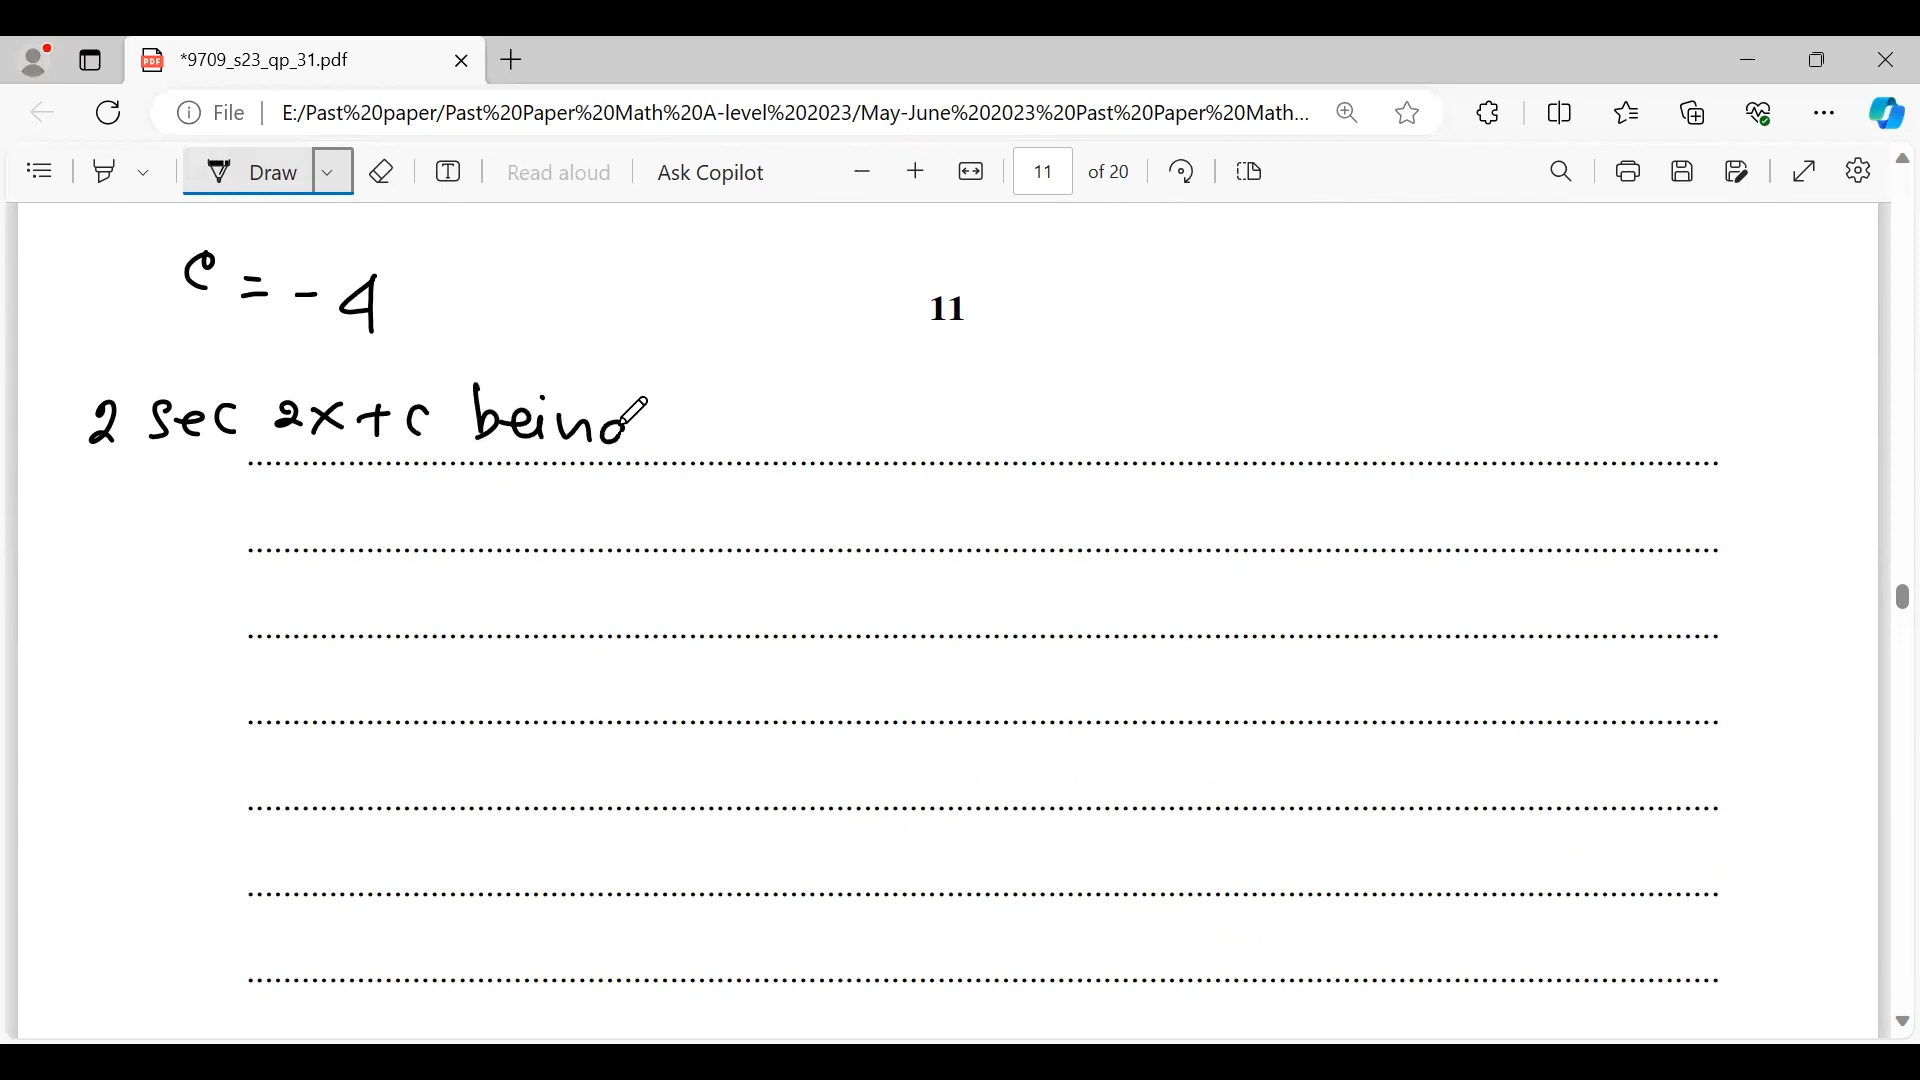 *9709_s23_qp_31.pdf
File
E:/Past%20paper/Past%20Paper%20Math%20A-level%202023/May-June%202023%20Past%20Paper%20Math...
Draw
Read aloud
Ask Copilot
11
of 20
c = - 4
11
2 sec 2x+c being